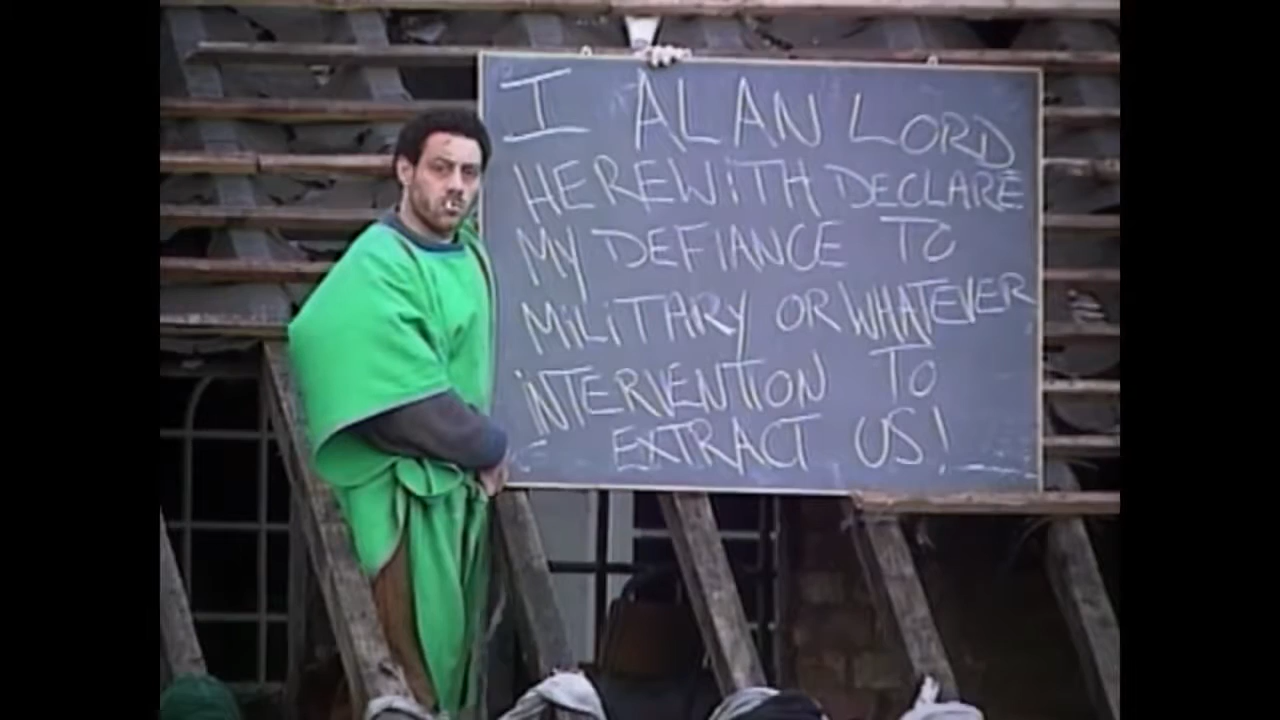 I ALAN LORD
HEREWiTH DECLARE
MY DEFIANCE TO
MiLiTARY OR WHATEVER
iNTERVENTION TO
EXTRACT US!